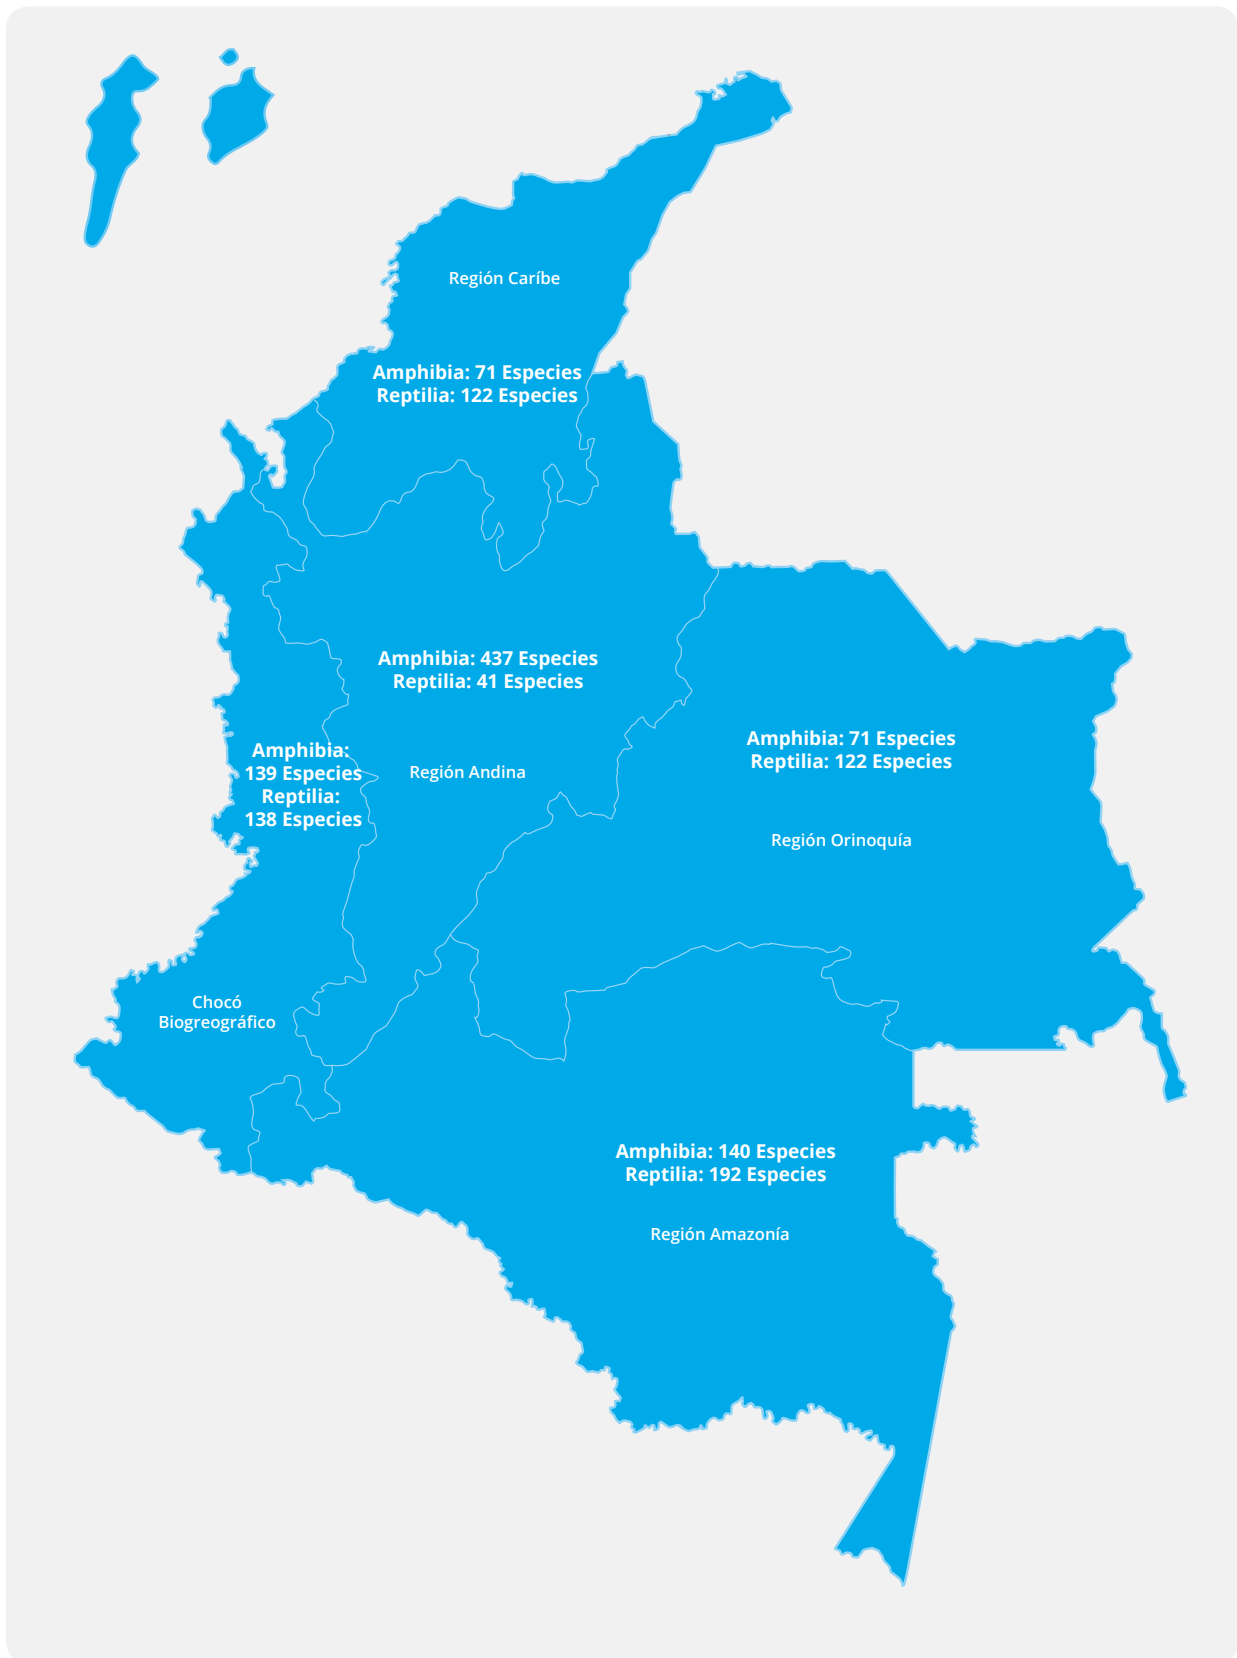 Región Caríbe
Amphibia: 71 Especies
Reptilia: 122 Especies
Amphibia: 437 Especies
Reptilia: 41 Especies
Región Andina
Amphibia: 71 Especies
Reptilia: 122 Especies
Región Orinoquía
Amphibia:
139 Especies
Reptilia:
138 Especies
Chocó
Biogreográfico
Amphibia: 140 Especies
Reptilia: 192 Especies
Región Amazonía